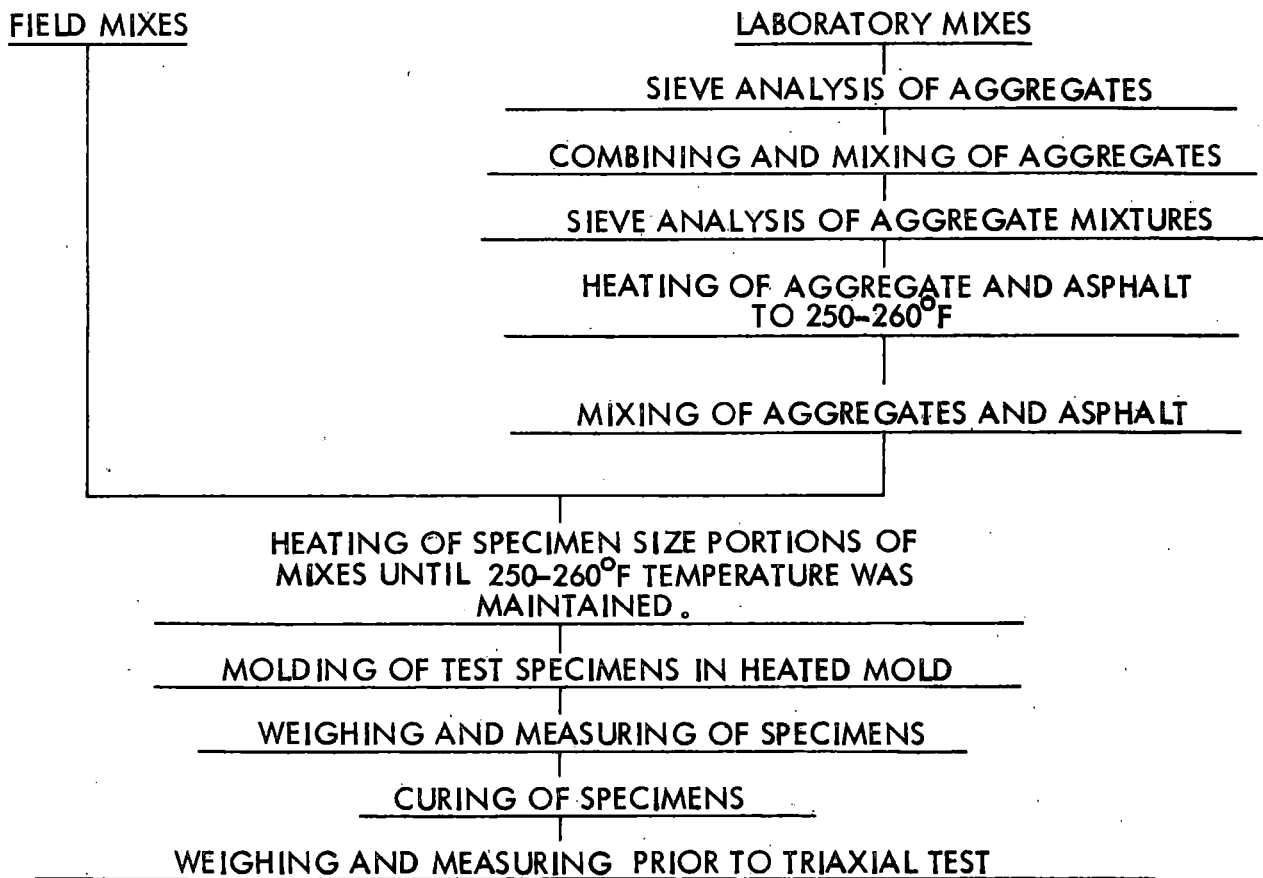 FIELD MIXES
LABORATORY MIXES
SIEVE ANALYSIS OF AGGREGATES
COMBINING AND MIXING OF AGGREGATES
SIEVE ANALYSIS OF AGGREGATE MIXTURES
HEATING OF AGGREGATE AND ASPHALT
TO 250-260°F
MIXING OF AGGREGATES AND ASPHALT
HEATING OF SPECIMEN SIZE PORTIONS OF
MIXES UNTIL 250-260°F TEMPERATURE WAS
MAINTAINED.
MOLDING OF TEST SPECIMENS IN HEATED MOLD
WEIGHING AND MEASURING OF SPECIMENS
CURING OF SPECIMENS
WEIGHING AND MEASURING PRIOR TO TRIAXIAL TEST